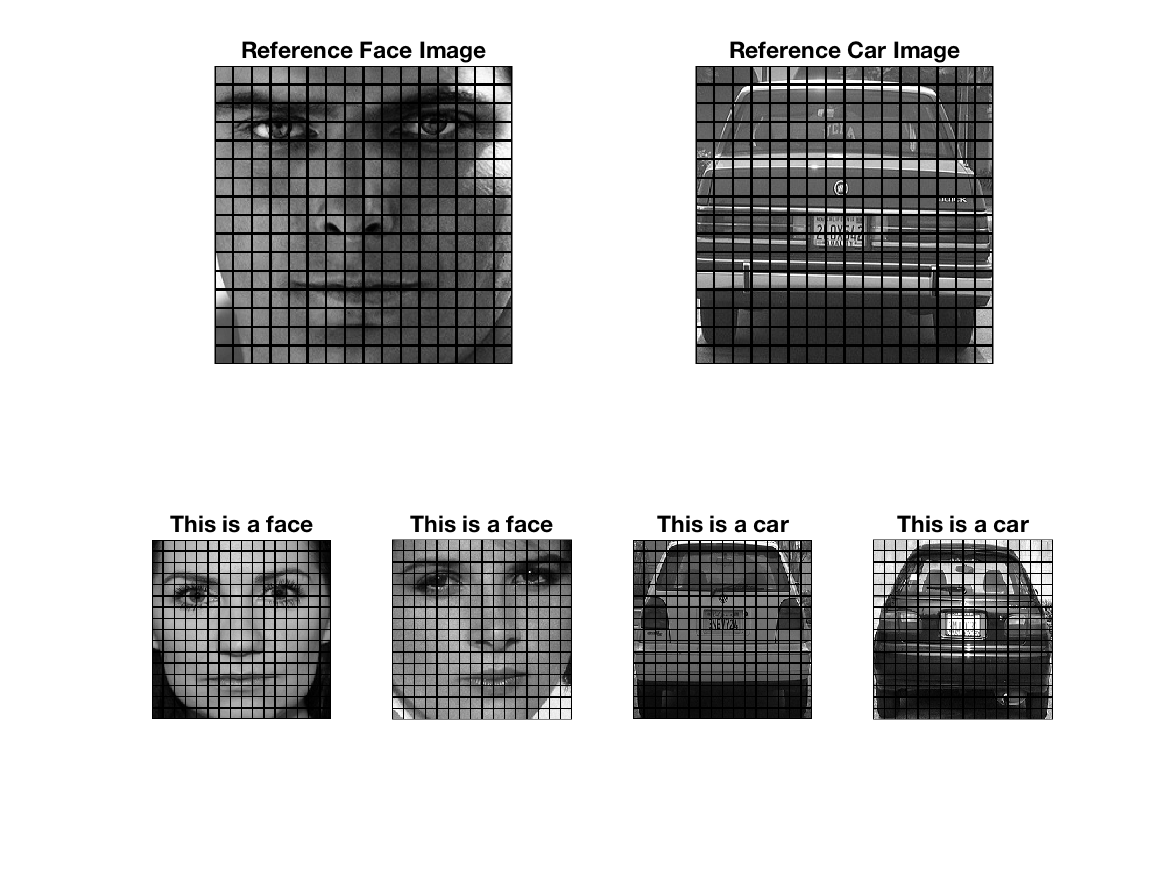 Reference Face Image
Reference Car Image
This is a face
This is a face
This is a car
This is a car